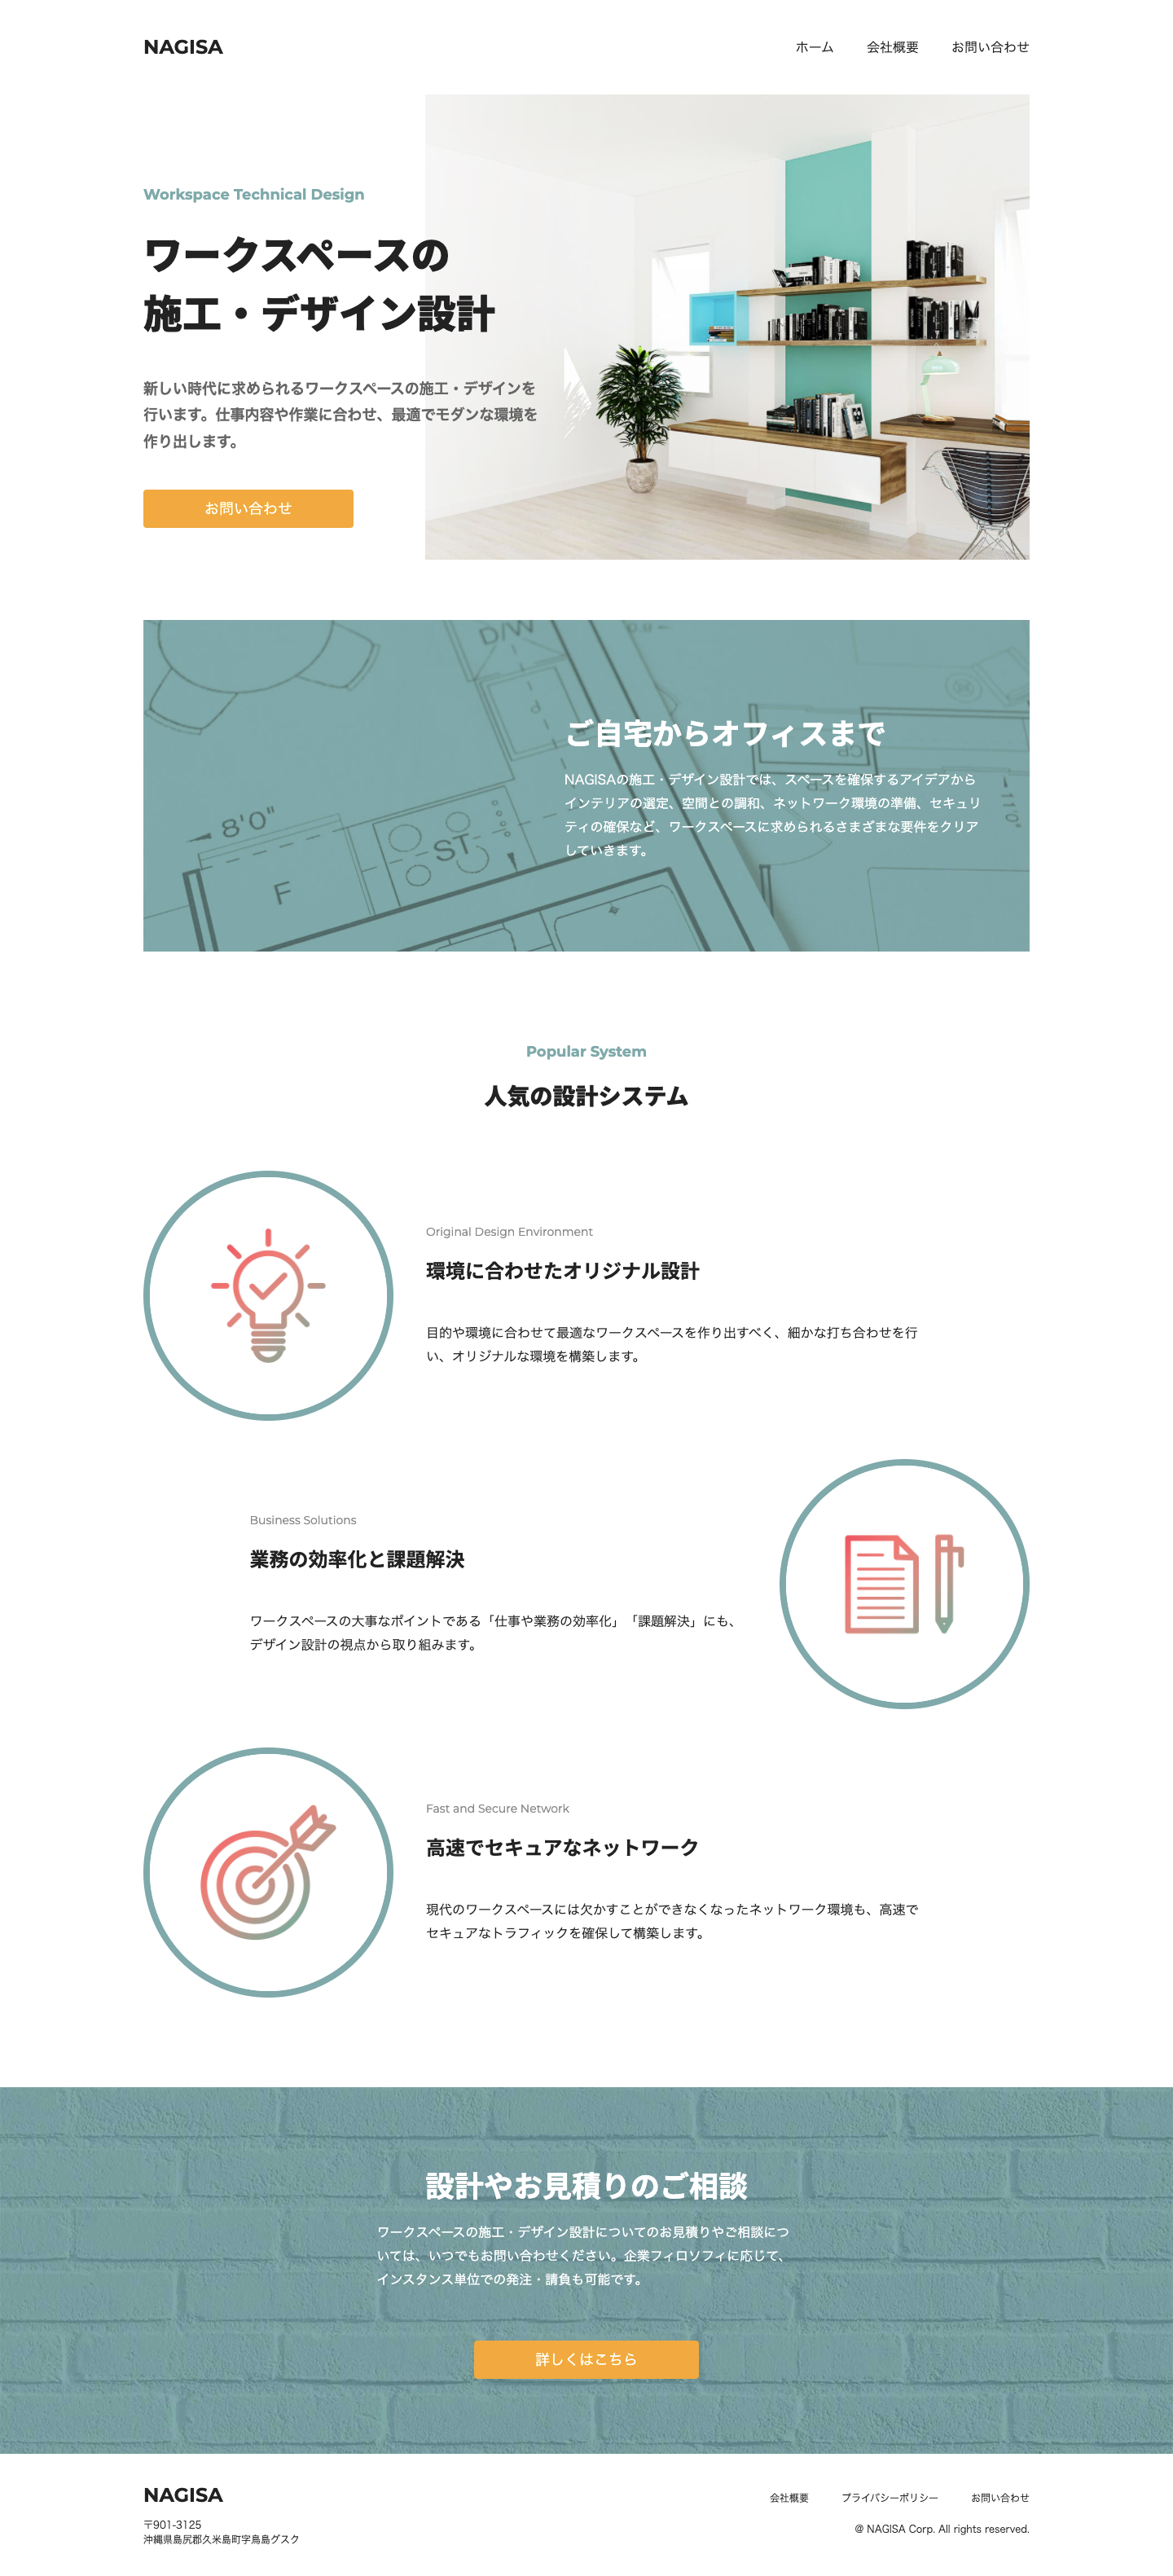 NAGISA
ホーム 会社概要 お問い合わせ
Workspace Technical Design
ワークスペースの
施工・デザイン設計
新しい時代に求められるワークスペースの施工・デザインを
行います。仕事内容や作業に合わせ、最適でモダンな環境を
作り出します。
お問い合わせ
D/W
8'0"
F
ST
11'0"
ご自宅からオフィスまで
NAGISAの施工・デザイン設計では、スペースを確保するアイデアから
インテリアの選定、空間との調和、ネットワーク環境の準備、セキュリ
ティの確保など、ワークスペースに求められるさまざまな要件をクリア
していきます。
Popular System
人気の設計システム
Original Design Environment
環境に合わせたオリジナル設計
目的や環境に合わせて最適なワークスペースを作り出すべく、細かな打ち合わせを行
い、オリジナルな環境を構築します。
Business Solutions
業務の効率化と課題解決
ワークスペースの大事なポイントである「仕事や業務の効率化」「課題解決」にも、
デザイン設計の視点から取り組みます。
Fast and Secure Network
高速でセキュアなネットワーク
現代のワークスペースには欠かすことができなくなったネットワーク環境も、高速で
セキュアなトラフィックを確保して構築します。
設計やお見積りのご相談
ワークスペースの施工・デザイン設計についてのお見積りやご相談につ
いては、いつでもお問い合わせください。企業フィロソフィに応じて、
インスタンス単位での発注・請負も可能です。
詳しくはこちら
NAGISA
〒901-3125
沖縄県島尻郡久米島町字鳥島グスク
会社概要 プライバシーポリシー お問い合わせ
@ NAGISA Corp. All rights reserved.